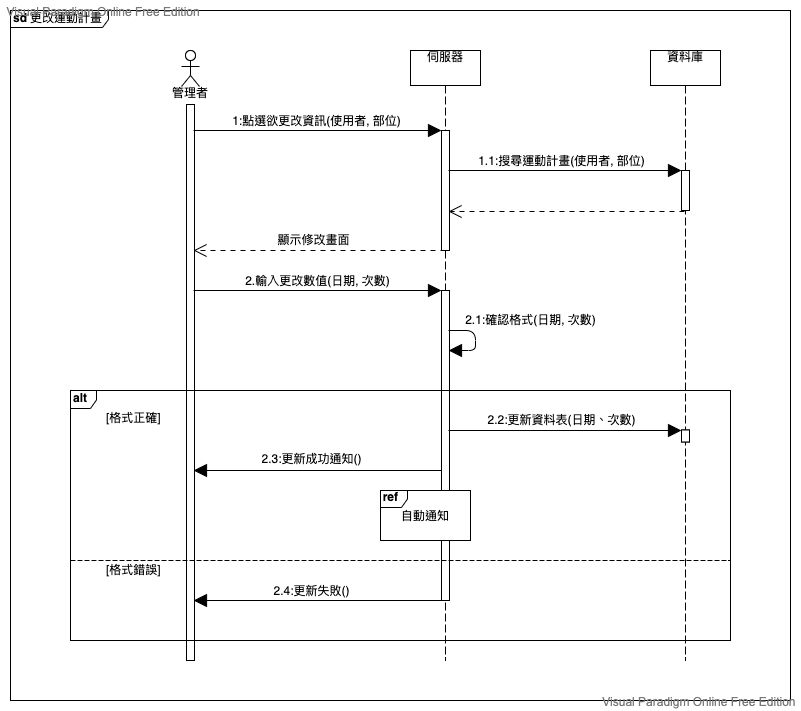 Visual Paradigm Online Free Edition
sd 更改運動計畫
伺服器
資料庫
管理者
1:點選欲更改資訊(使用者, 部位)
1.1:搜尋運動計畫(使用者, 部位)
顯示修改畫面
2.輸入更改數值(日期, 次數)
2.1:確認格式(日期, 次數)
alt
[格式正確]
2.2:更新資料表(日期、次數)
2.3:更新成功通知()
ref
自動通知
[格式錯誤]
2.4:更新失敗()
Visual Paradigm Online Free Edition